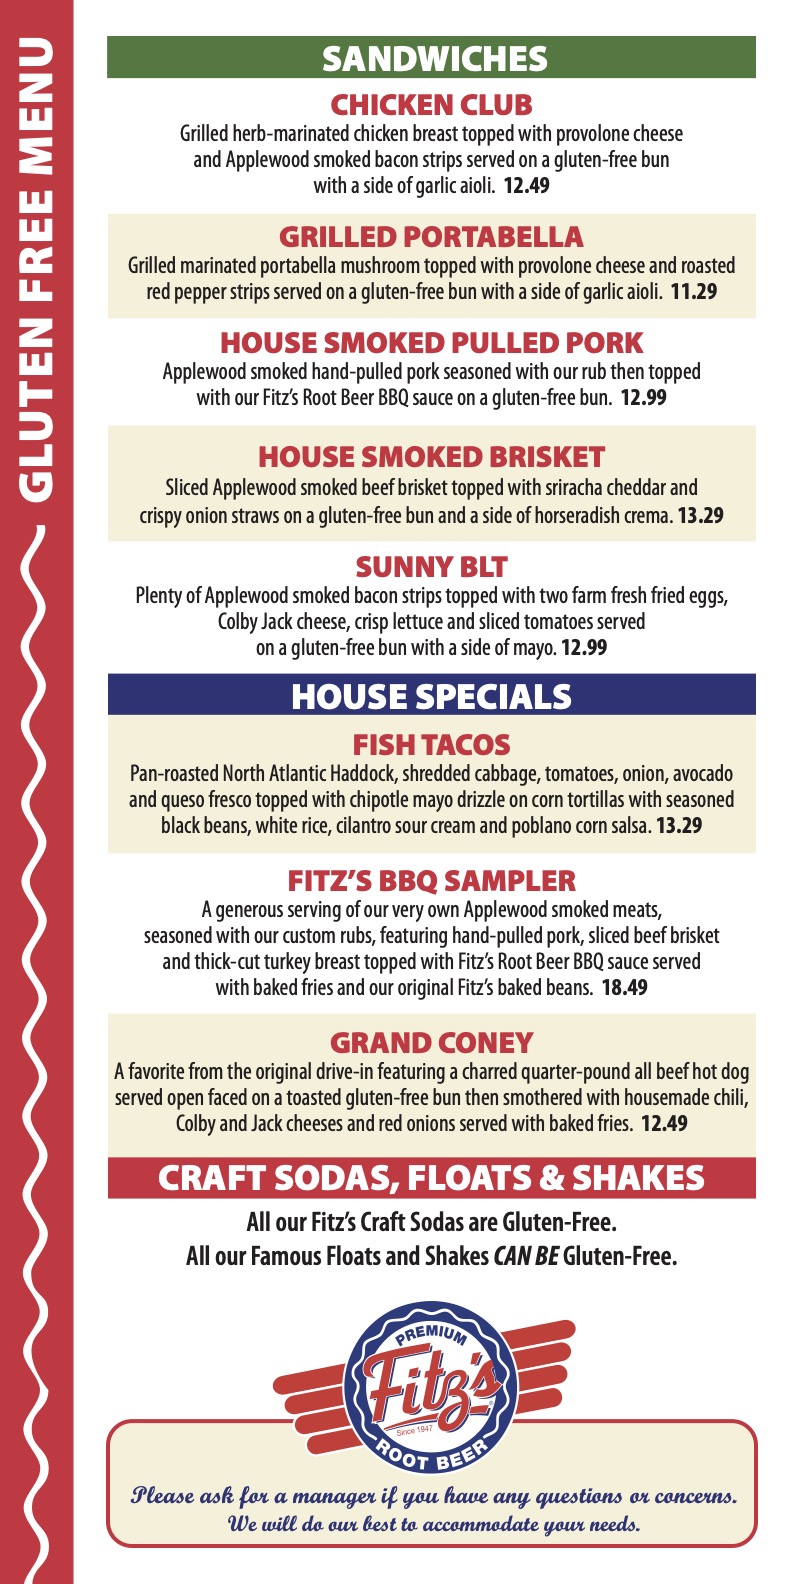 GLUTEN FREE MENU
SANDWICHES
CHICKEN CLUB
Grilled herb-marinated chicken breast topped with provolone cheese
and Applewood smoked bacon strips served on a gluten-free bun
with a side of garlic aioli. 12.49
GRILLED PORTABELLA
Grilled marinated portabella mushroom topped with provolone cheese and roasted
red pepper strips served on a gluten-free bun with a side of garlic aioli. 11.29
HOUSE SMOKED PULLED PORK
Applewood smoked hand-pulled pork seasoned with our rub then topped
with our Fitz's Root Beer BBQ sauce on a gluten-free bun. 12.99
HOUSE SMOKED BRISKET
Sliced Applewood smoked beef brisket topped with sriracha cheddar and
crispy onion straws on a gluten-free bun and a side of horseradish crema. 13.29
SUNNY BLT
Plenty of Applewood smoked bacon strips topped with two farm fresh fried eggs,
Colby Jack cheese, crisp lettuce and sliced tomatoes served
on a gluten-free bun with a side of mayo. 12.99
HOUSE SPECIALS
FISH TACOS
Pan-roasted North Atlantic Haddock, shredded cabbage, tomatoes, onion, avocado
and queso fresco topped with chipotle mayo drizzle on corn tortillas with seasoned
black beans, white rice, cilantro sour cream and poblano corn salsa. 13.29
FITZ'S BBQ SAMPLER
A generous serving of our very own Applewood smoked meats,
seasoned with our custom rubs, featuring hand-pulled pork, sliced beef brisket
and thick-cut turkey breast topped with Fitz's Root Beer BBQ sauce served
with baked fries and our original Fitz's baked beans. 18.49
GRAND CONEY
A favorite from the original drive-in featuring a charred quarter-pound all beef hot dog
served open faced on a toasted gluten-free bun then smothered with housemade chili,
Colby and Jack cheeses and red onions served with baked fries. 12.49
CRAFT SODAS, FLOATS & SHAKES
All our Fitz's Craft Sodas are Gluten-Free.
All our Famous Floats and Shakes CAN BE Gluten-Free.
PREMIUM
Fitz's®
Since 1947
ROOT BEER
Please ask for a manager if you have any questions or concerns.
We will do our best to accommodate your needs.